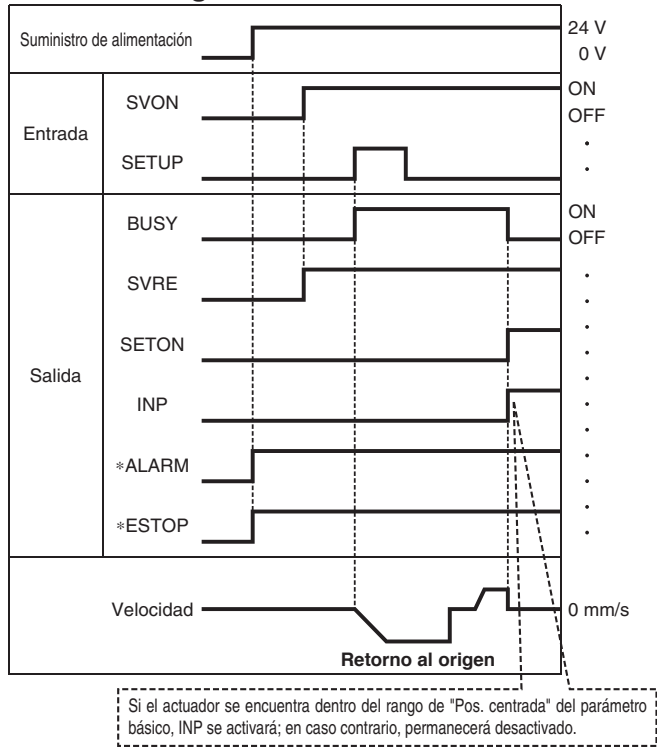 Suministro de alimentación
24 V
0 V
Entrada
SVON
ON
OFF
SETUP
Salida
BUSY
ON
OFF
SVRE
SETON
INP
*ALARM
*ESTOP
Velocidad
0 mm/s
Retorno al origen
Si el actuador se encuentra dentro del rango de "Pos. centrada" del parámetro
básico, INP se activará; en caso contrario, permanecerá desactivado.